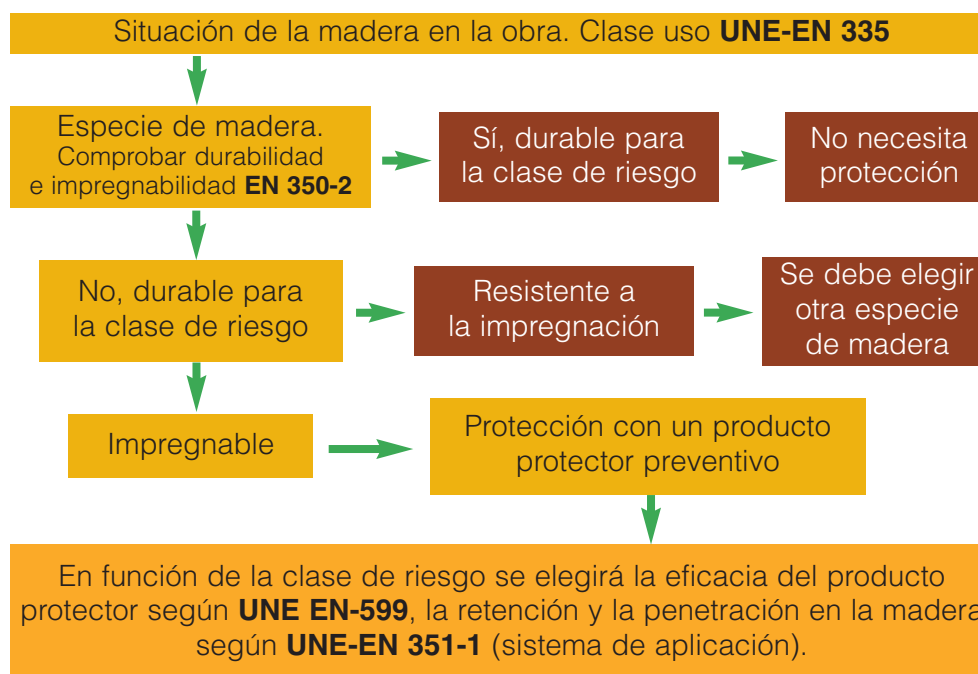 Situación de la madera en la obra. Clase uso UNE-EN 335
Especie de madera.
Comprobar durabilidad
e impregnabilidad EN 350-2
Sí, durable para
la clase de riesgo
No necesita
protección
No, durable para
la clase de riesgo
Resistente a
la impregnación
Se debe elegir
otra especie
de madera
Impregnable
Protección con un producto
protector preventivo
En función de la clase de riesgo se elegirá la eficacia del producto
protector según UNE EN-599, la retención y la penetración en la madera
según UNE-EN 351-1 (sistema de aplicación).